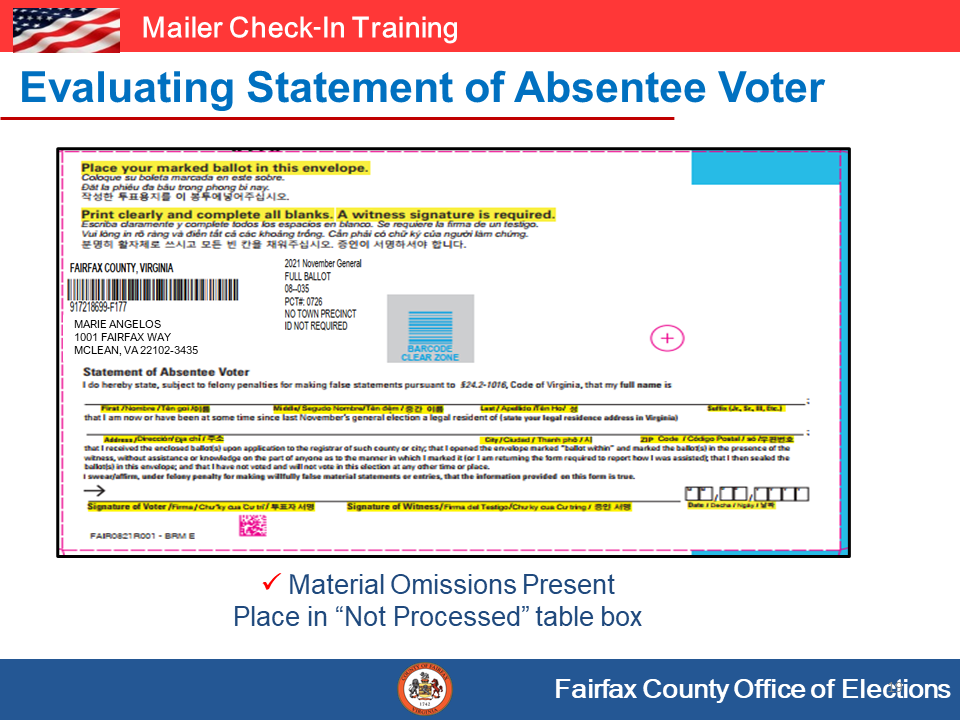 Mailer Check-In Training
Evaluating Statement of Absentee Voter
Place your marked ballot in this envelope.
Coloque su boleta marcada en este sobre.
Đặt lá phiếu đã bầu trong phong bì này.
작성한 투표용지를 이 봉투에넣어주십시오.
Print clearly and complete all blanks. A witness signature is required.
Escriba claramente y complete todos los espacios en blanco. Se requiere la firma de un testigo.
Vui lòng in rõ ràng và điền tất cả các khoảng trống. Cần phải có chữ ký của người làm chứng.
분명히 활자체로 쓰시고 모든 빈 칸을 채워주십시오. 증인이 서명하셔야 합니다.
FAIRFAX COUNTY, VIRGINIA
917218699-F177
MARIE ANGELOS
1001 FAIRFAX WAY
MCLEAN, VA 22102-3435
2021 November General
FULL BALLOT
08--035
PCT#: 0726
NO TOWN PRECINCT
ID NOT REQUIRED
BARCODE
CLEAR ZONE
Statement of Absentee Voter
I do hereby state, subject to felony penalties for making false statements pursuant to §24.2-1016, Code of Virginia, that my full name is
First /Nombre /Tên gọi /이름 Middle/ Segudo Nombre/Tên đệm / 중간 이름 Last / Apellido /Tên Họ/ 성 Suffix (Jr., Sr., III, Etc.) ;
that I am now or have been at some time since last November's general election a legal resident of (state your legal residence address in Virginia)
Address /Dirección/Địa chỉ / 주소 City/Ciudad / Thanh phố / 시 ZIP Code / Código Postal / số /우편번호 ;
that I received the enclosed ballot(s) upon application to the registrar of such county or city; that I opened the envelope marked "ballot within" and marked the ballot(s) in the presence of the
witness, without assistance or knowledge on the part of anyone as to the manner in which I marked it (or I am returning the form required to report how I was assisted); that I then sealed the
ballot(s) in this envelope; and that I have not voted and will not vote in this election at any other time or place.
I swear/affirm, under felony penalty for making willfully false material statements or entries, that the information provided on this form is true.
Signature of Voter /Firma / Chu"ky cua Cu tri / 투표자 서명 Signature of Witness/Firma del Testigo/Chu ky cua Cu tring / 증인 서명 Date / Decha / Ngày / 날짜
FAIR0821R001 - BRM E
✓ Material Omissions Present
Place in “Not Processed” table box
Fairfax County Office of Elections